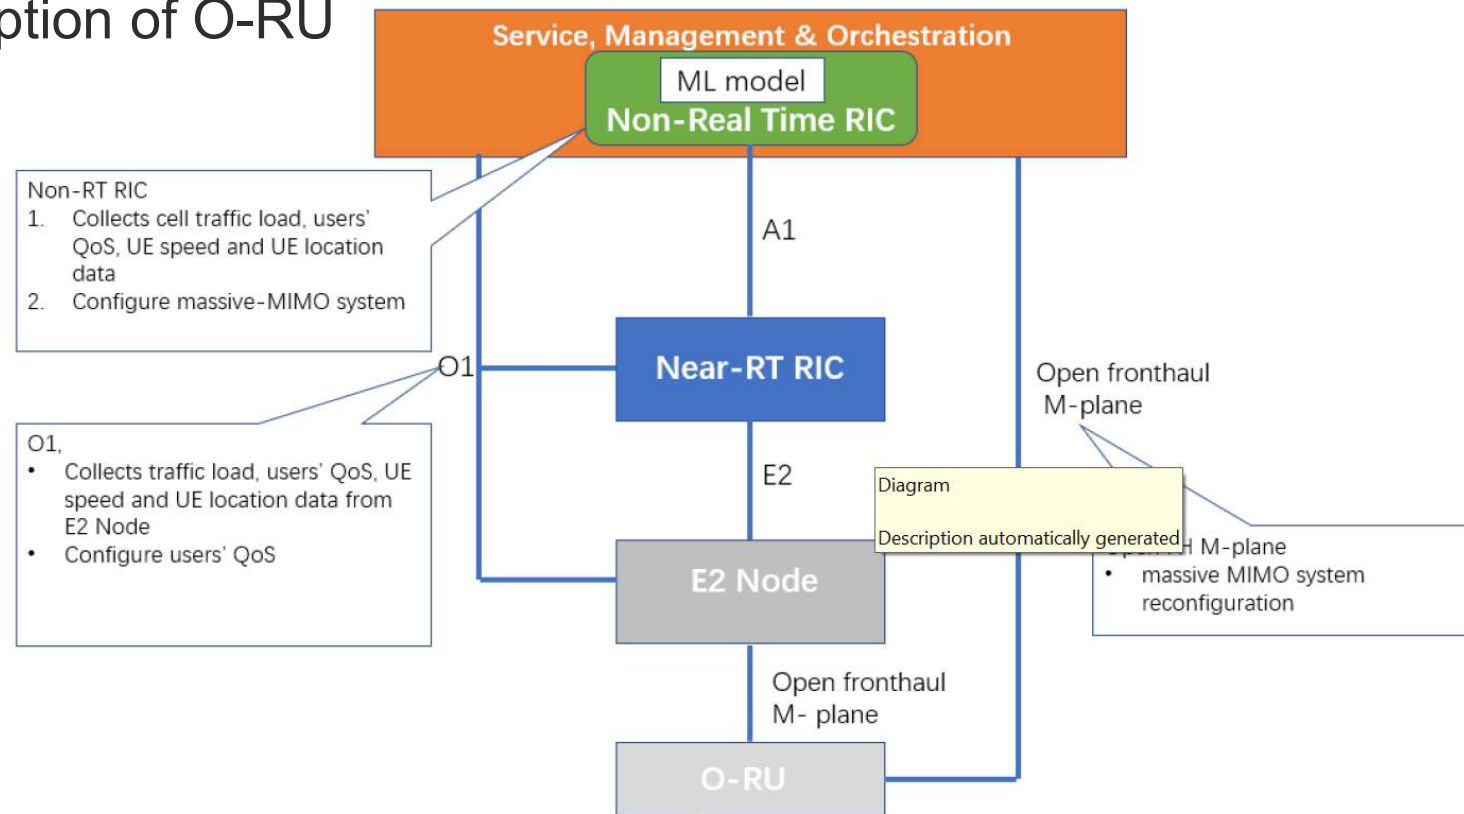 ption of O-RU
Service, Management & Orchestration
ML model
Non-Real Time RIC
Non-RT RIC
1. Collects cell traffic load, users’
QoS, UE speed and UE location
data
2. Configure massive-MIMO system
A1
O1
Near-RT RIC
Open fronthaul
M-plane
O1,
• Collects traffic load, users’ QoS, UE
speed and UE location data from
E2 Node
• Configure users’ QoS
E2
Diagram
Description automatically generated
M-plane
• massive MIMO system
reconfiguration
E2 Node
Open fronthaul
M- plane
O-RU